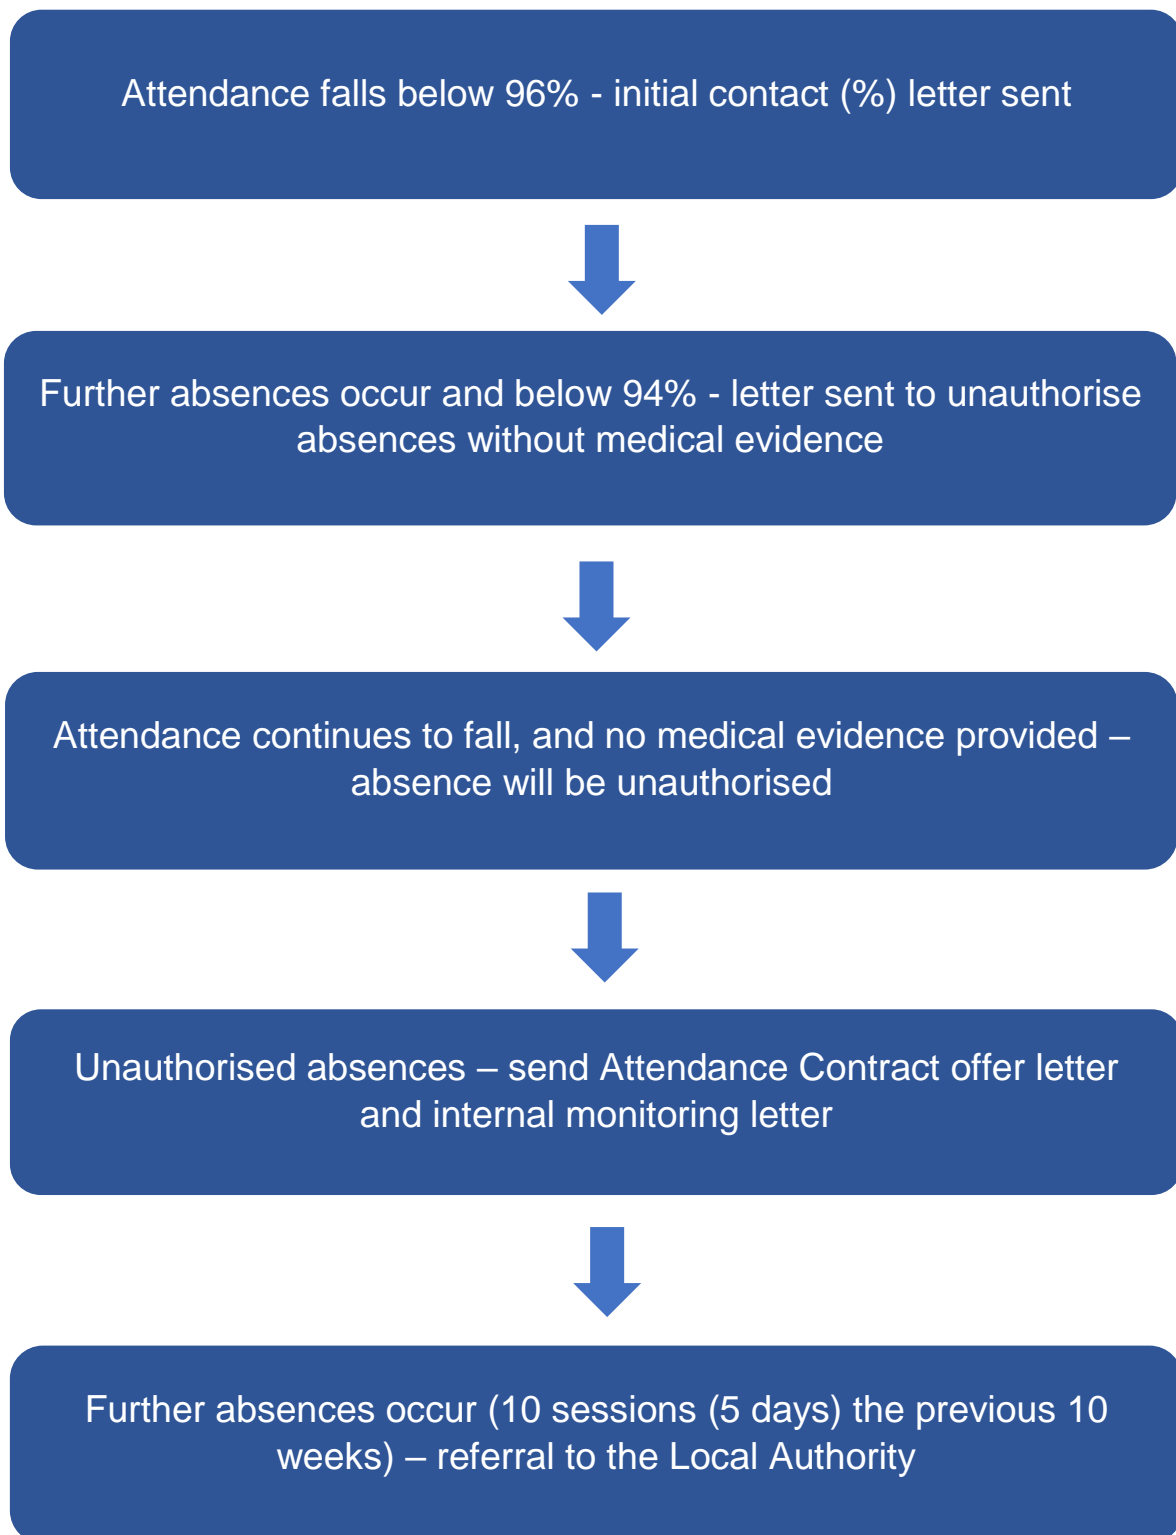 Attendance falls below 96% - initial contact (%) letter sent
Further absences occur and below 94% - letter sent to unauthorise
absences without medical evidence
Attendance continues to fall, and no medical evidence provided –
absence will be unauthorised
Unauthorised absences – send Attendance Contract offer letter
and internal monitoring letter
Further absences occur (10 sessions (5 days) the previous 10
weeks) – referral to the Local Authority